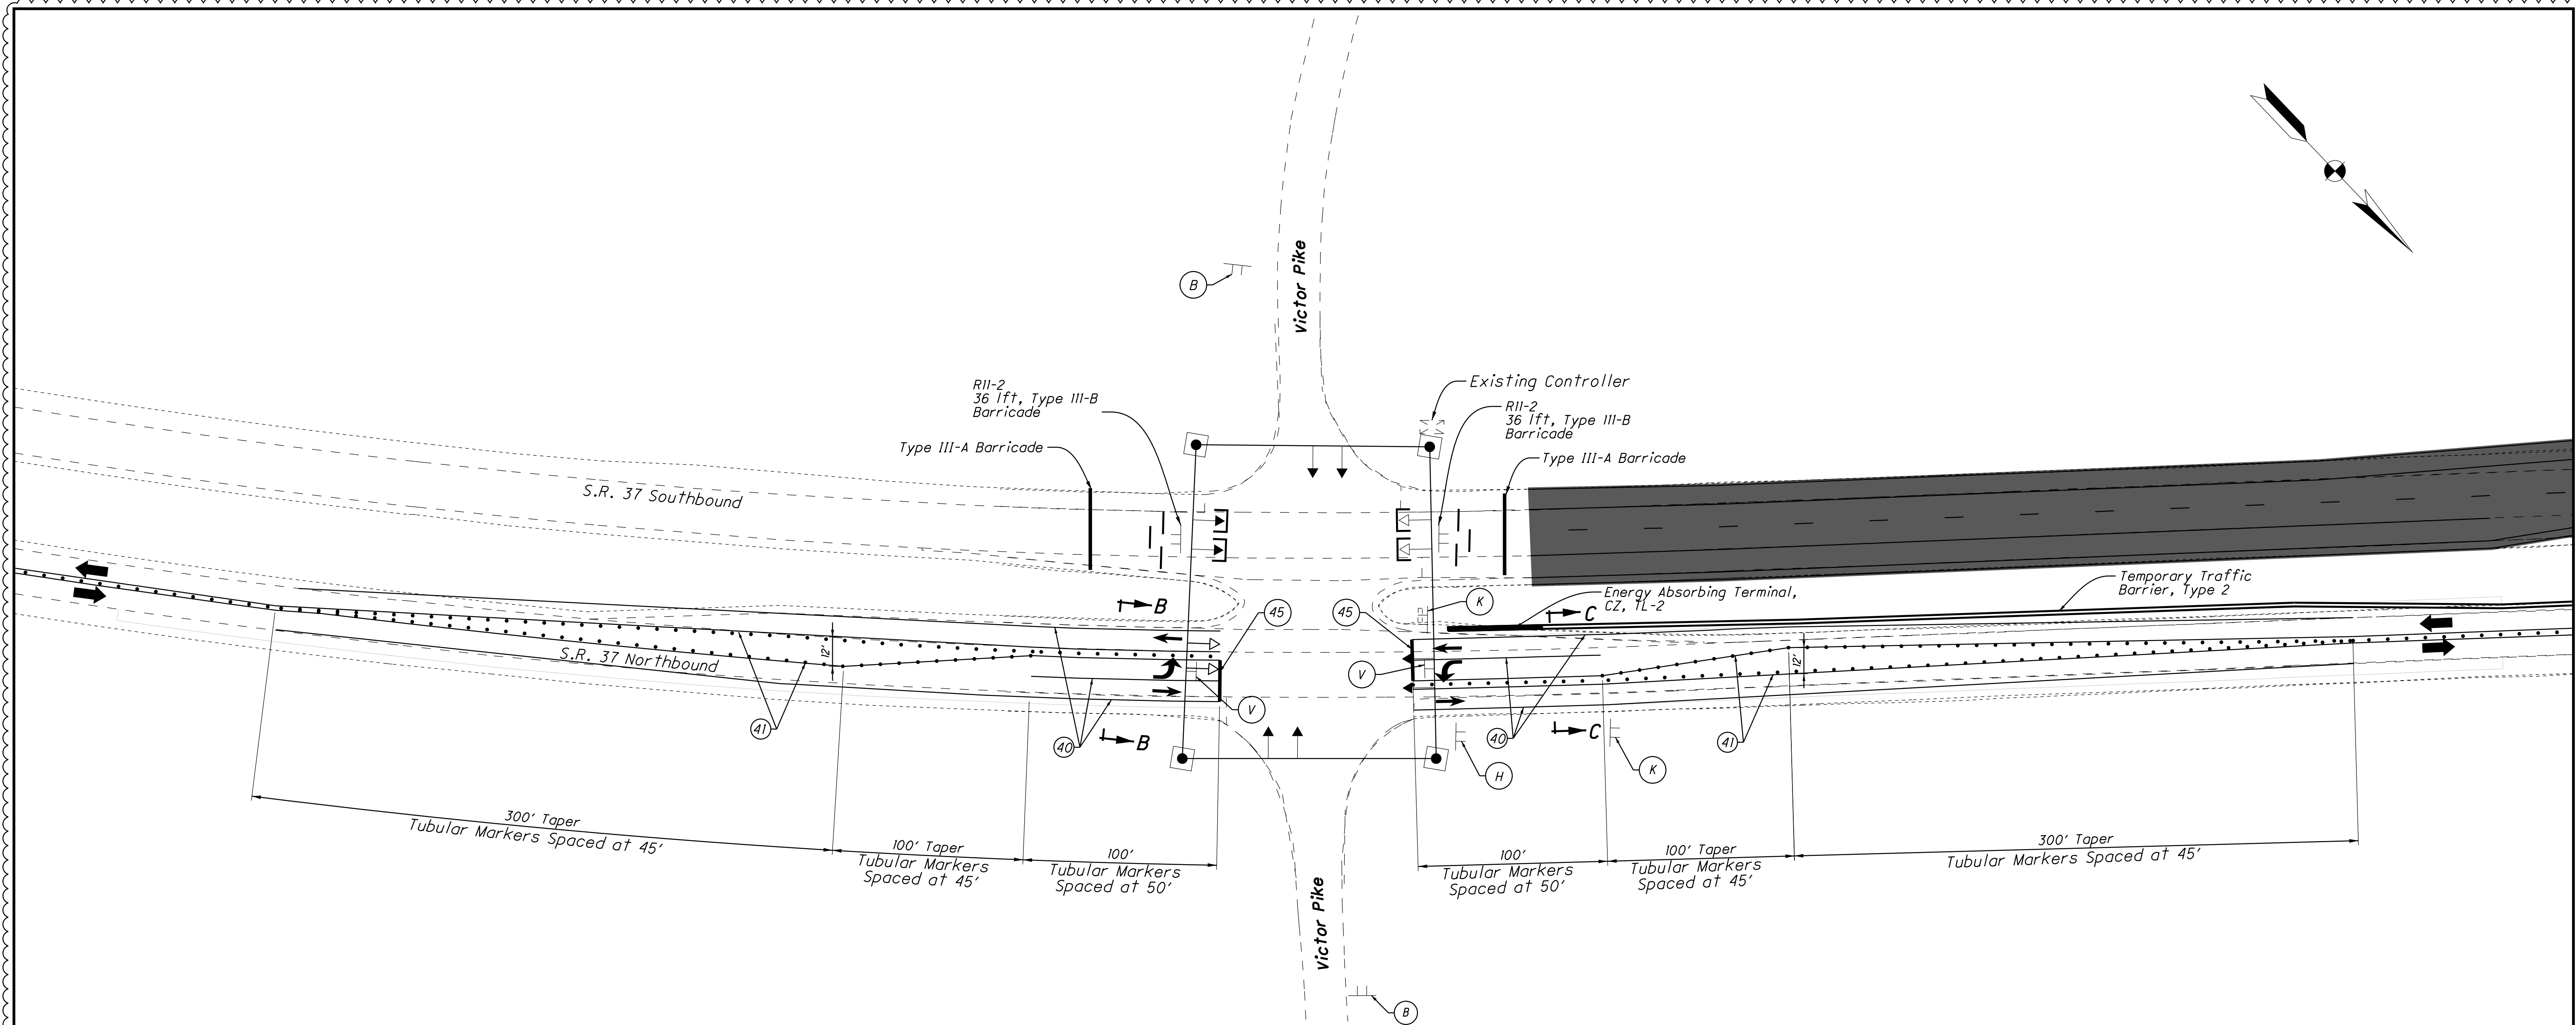 B
Victor Pike
R11-2
36 lft, Type III-B
Barricade
Existing Controller
R11-2
36 lft, Type III-B
Barricade
Type III-A Barricade
Type III-A Barricade
S.R. 37 Southbound
Temporary Traffic
Barrier, Type 2
Energy Absorbing Terminal,
CZ, TL-2
B
45
45
K
C
12'
S.R. 37 Northbound
12'
V
V
41
40
B
40
C
41
H
K
300' Taper
Tubular Markers Spaced at 45'
100' Taper
Tubular Markers
Spaced at 45'
100'
Tubular Markers
Spaced at 50'
100'
Tubular Markers
Spaced at 50'
100' Taper
Tubular Markers
Spaced at 45'
300' Taper
Tubular Markers Spaced at 45'
Victor Pike
B